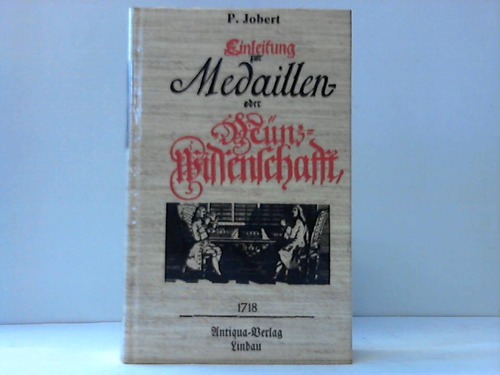 P. Jobert
Einleitung
zur
Medaillen-
oder
Münz=
Wissenschafft,
1718
Antiqua-Verlag
Lindau